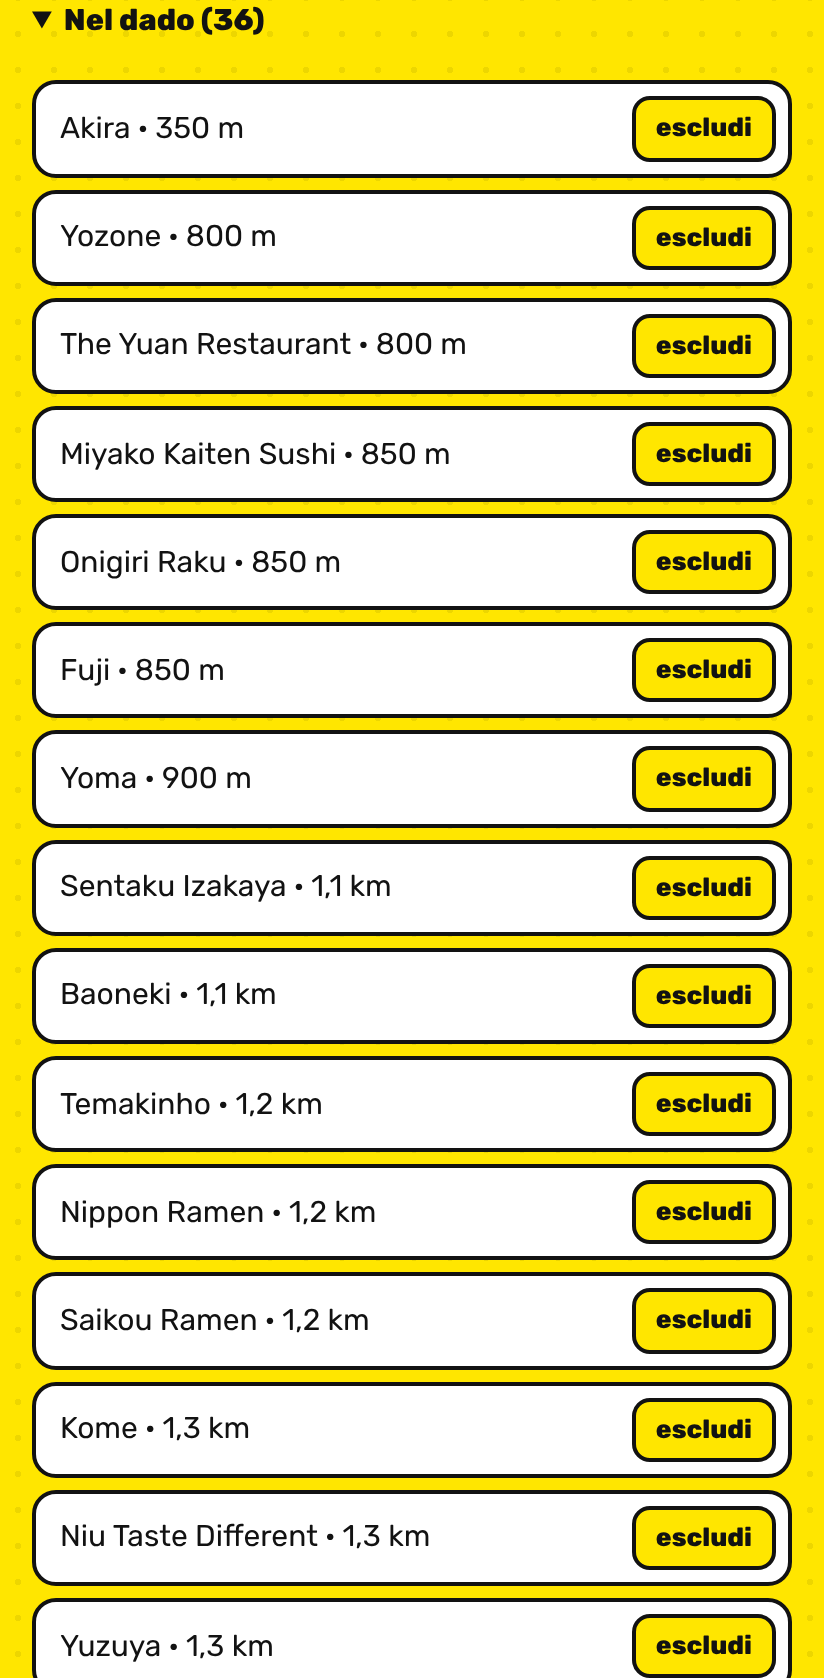 ▼ Nel dado (36)
Akira • 350 m escludi
Yozone • 800 m escludi
The Yuan Restaurant • 800 m escludi
Miyako Kaiten Sushi • 850 m escludi
Onigiri Raku • 850 m escludi
Fuji • 850 m escludi
Yoma • 900 m escludi
Sentaku Izakaya • 1,1 km escludi
Baoneki • 1,1 km escludi
Temakinho • 1,2 km escludi
Nippon Ramen • 1,2 km escludi
Saikou Ramen • 1,2 km escludi
Kome • 1,3 km escludi
Niu Taste Different • 1,3 km escludi
Yuzuya • 1,3 km escludi